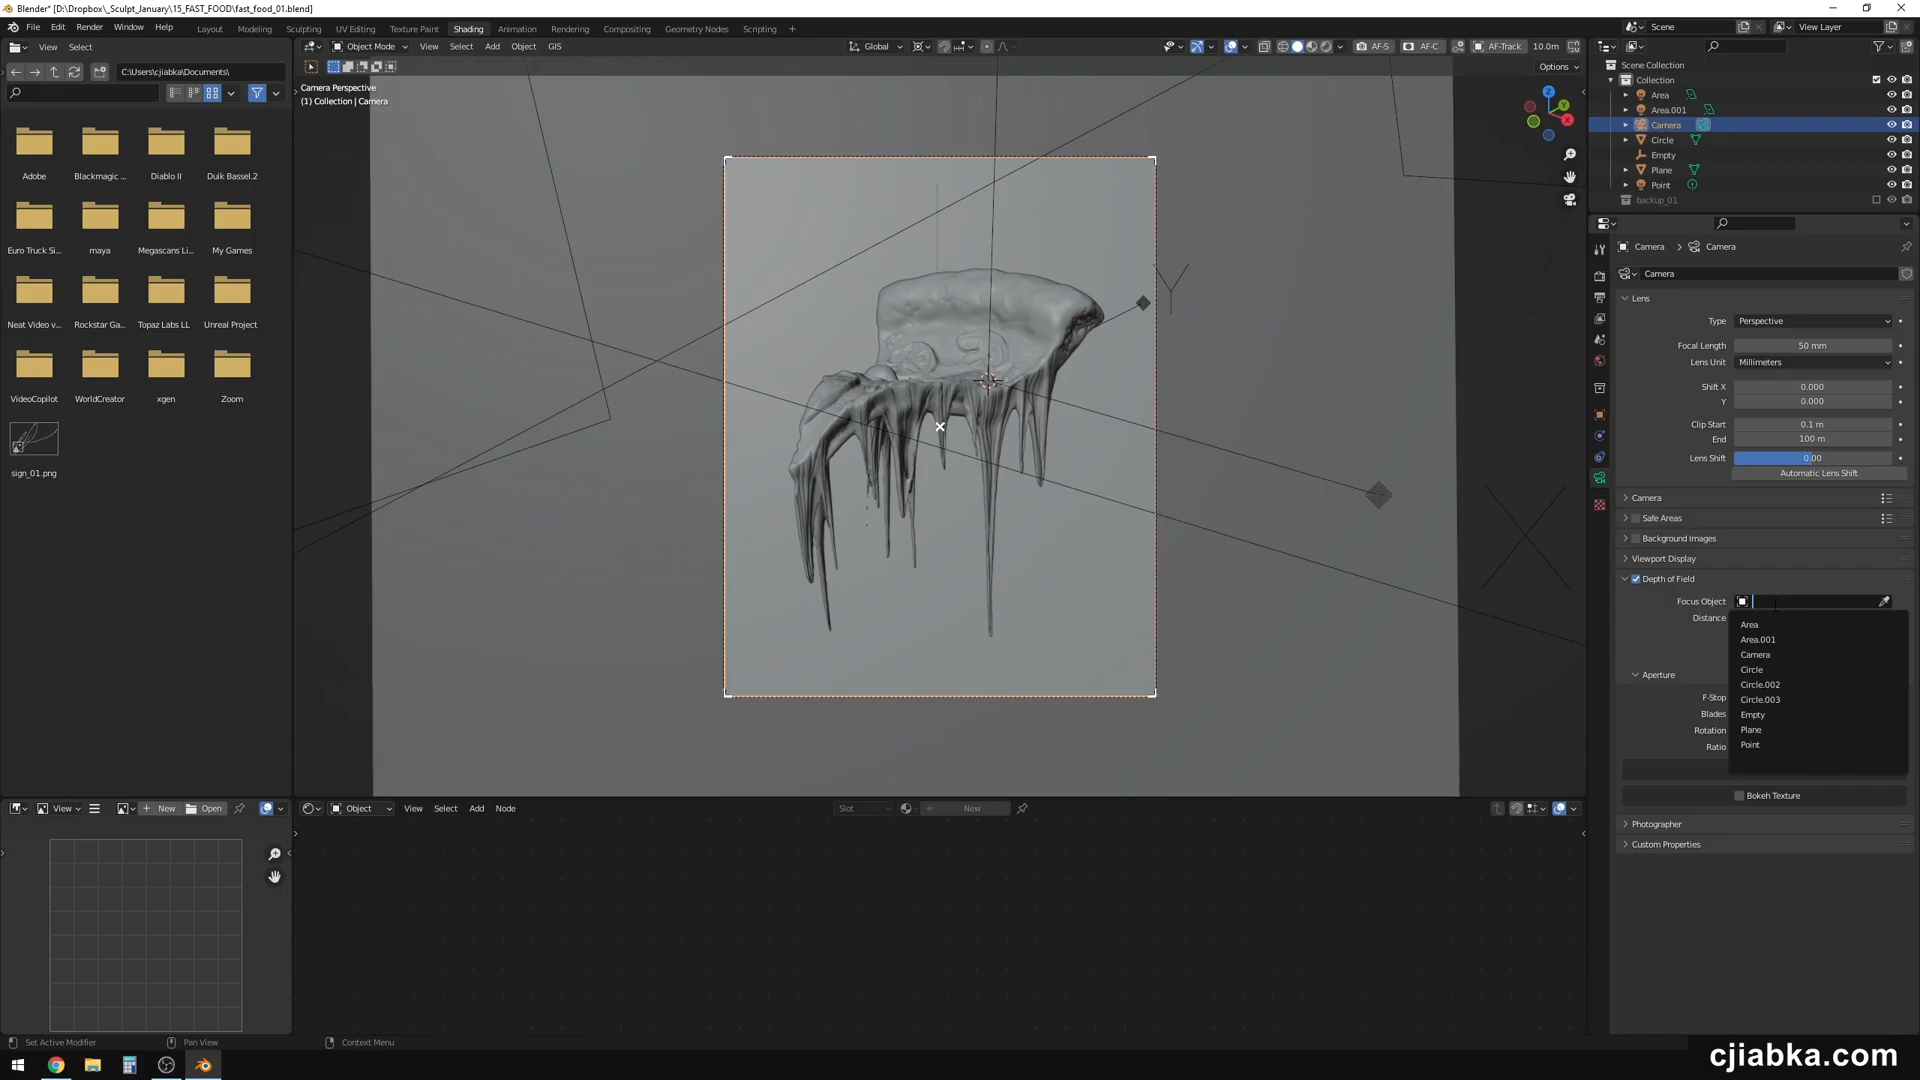 Blender* [D:\Dropbox\_Sculpt_January\15_FAST_FOOD\fast_food_01.blend]
File Edit Render Window Help
Layout Modeling Sculpting UV Editing Texture Paint Shading Animation Rendering Compositing Geometry Nodes Scripting +
Scene
View Layer
View Select
Object Mode View Select Add Object GIS
Global
AF-S AF-C AF-Track 10.0m
C:\Users\cjiabka\Documents\
Options
Camera Perspective
(1) Collection | Camera
Z
Y
X
Scene Collection
Collection
Area
Area.001
Camera
Circle
Empty
Plane
Point
backup_01
Adobe
Blackmagic ...
Diablo II
Duik Bassel.2
Euro Truck Si...
maya
Megascans Li...
My Games
Neat Video v...
Rockstar Ga...
Topaz Labs LL
Unreal Project
VideoCopilot
WorldCreator
xgen
Zoom
sign_01.png
Camera > Camera
Camera
Lens
Type Perspective
Focal Length 50 mm
Lens Unit Millimeters
Shift X 0.000
Y 0.000
Clip Start 0.1 m
End 100 m
Lens Shift 0.00
Automatic Lens Shift
Camera
Safe Areas
Background Images
Viewport Display
Depth of Field
Focus Object
Distance
Area
Area.001
Camera
Circle
Circle.002
Circle.003
Empty
Plane
Point
Aperture
F-Stop
Blades
Rotation
Ratio
Bokeh Texture
Photographer
Custom Properties
View New Open
Object View Select Add Node
Slot
New
Set Active Modifier
Pan View
Context Menu
cjiabka.com